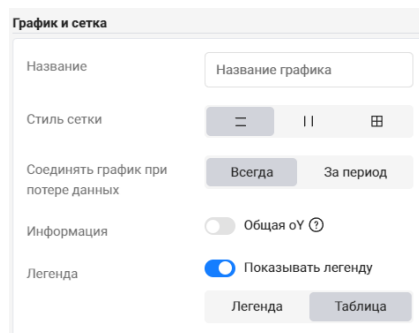 График и сетка
Название
Название графика
Стиль сетки
Соединять график при
потере данных
Всегда
За период
Информация
Общая oY ?
Легенда
Показывать легенду
Легенда
Таблица